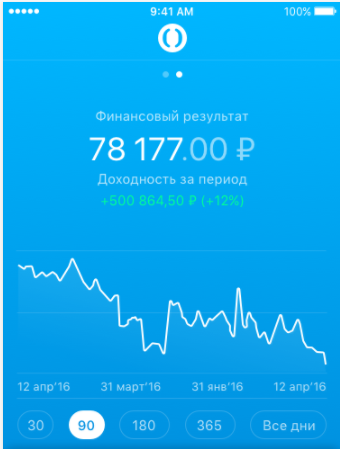 9:41 AM
100%
Финансовый результат
78 177.00 ₽
Доходность за период
+500 864,50 ₽ (+12%)
12 апр'16 31 март'16 31 янв'16 12 апр'16
30 90 180 365 Все дни